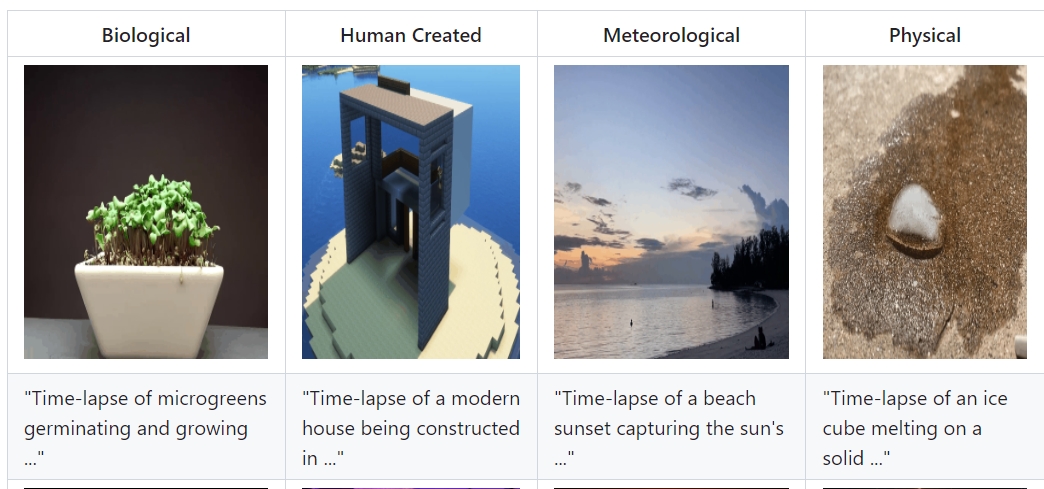 Biological
Human Created
Meteorological
Physical
"Time-lapse of microgreens
germinating and growing
..."
"Time-lapse of a modern
house being constructed
in ..."
"Time-lapse of a beach
sunset capturing the sun's
..."
"Time-lapse of an ice
cube melting on a
solid ..."